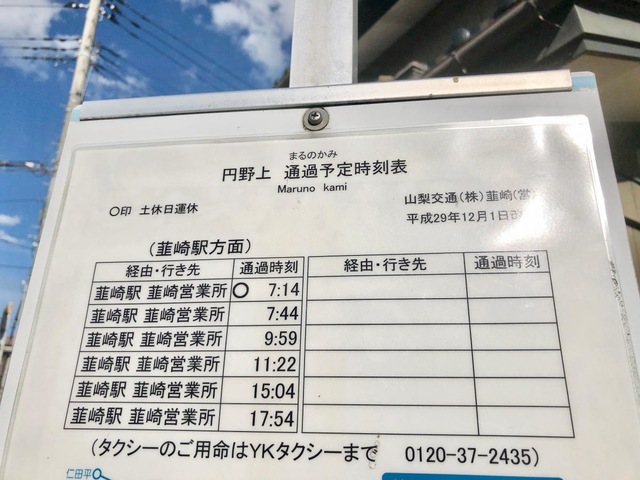 まるのかみ
円野上 通過予定時刻表
Maruno kami
〇印 土休日運休
山梨交通(株)韮崎(営)
平成29年12月1日
(韮崎駅方面)
経由・行き先 通過時刻 経由・行き先 通過時刻
韮崎駅 韮崎営業所 〇 7:14
韮崎駅 韮崎営業所 7:44
韮崎駅 韮崎営業所 9:59
韮崎駅 韮崎営業所 11:22
韮崎駅 韮崎営業所 15:04
韮崎駅 韮崎営業所 17:54
(タクシーのご用命はYKタクシーまで 0120-37-2435)
仁田平